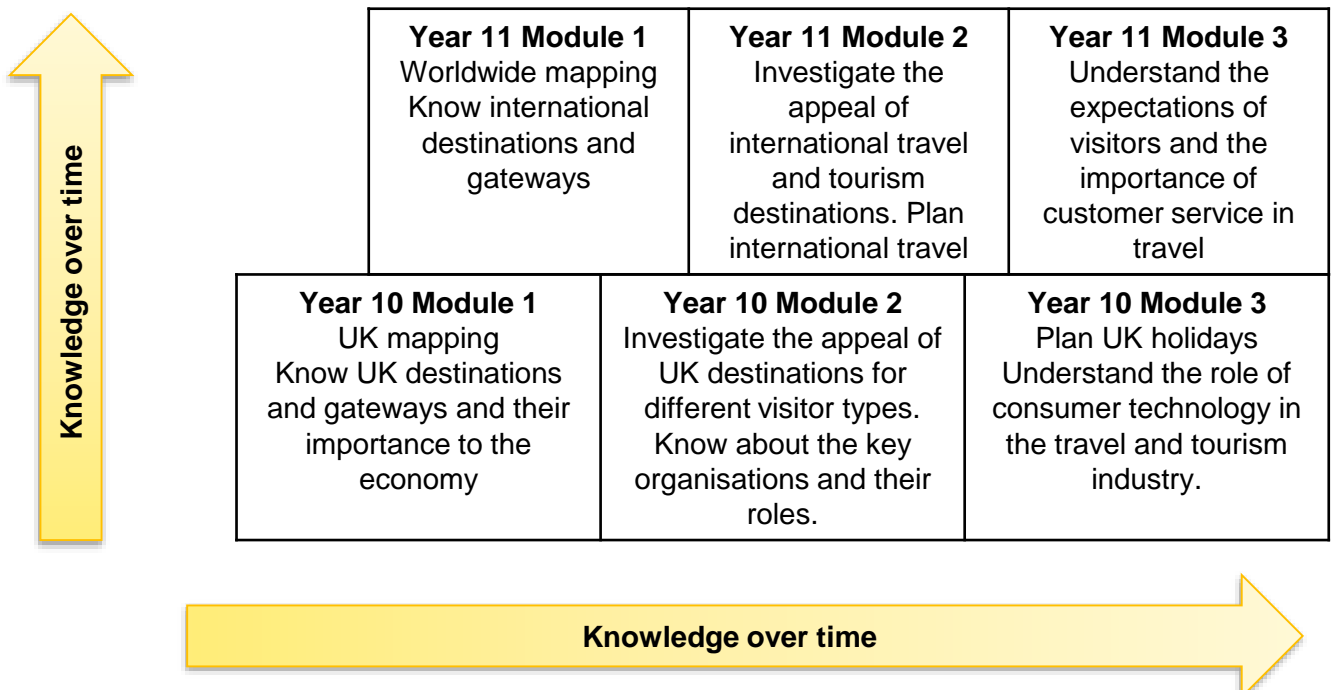 Knowledge over time
Year 11 Module 1
Worldwide mapping
Know international
destinations and
gateways
Year 11 Module 2
Investigate the
appeal of
international travel
and tourism
destinations. Plan
international travel
Year 11 Module 3
Understand the
expectations of
visitors and the
importance of
customer service in
travel
Year 10 Module 1
UK mapping
Know UK destinations
and gateways and their
importance to the
economy
Year 10 Module 2
Investigate the appeal of
UK destinations for
different visitor types.
Know about the key
organisations and their
roles.
Year 10 Module 3
Plan UK holidays
Understand the role of
consumer technology in
the travel and tourism
industry.
Knowledge over time